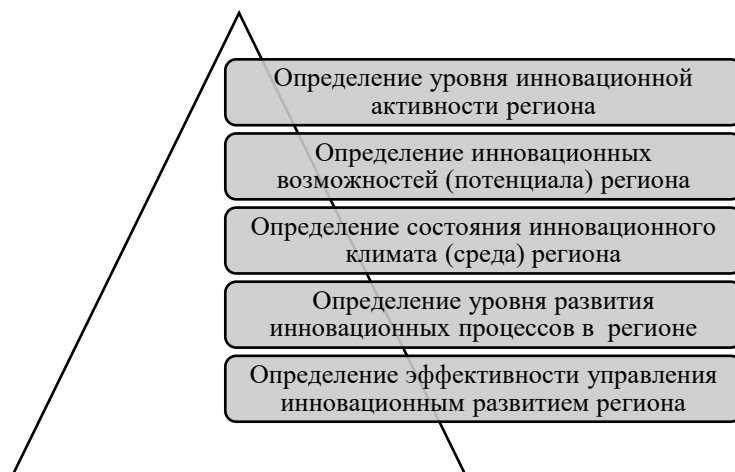 Определение уровня инновационной
активности региона
Определение инновационных
возможностей (потенциала) региона
Определение состояния инновационного
климата (среда) региона
Определение уровня развития
инновационных процессов в регионе
Определение эффективности управления
инновационным развитием региона